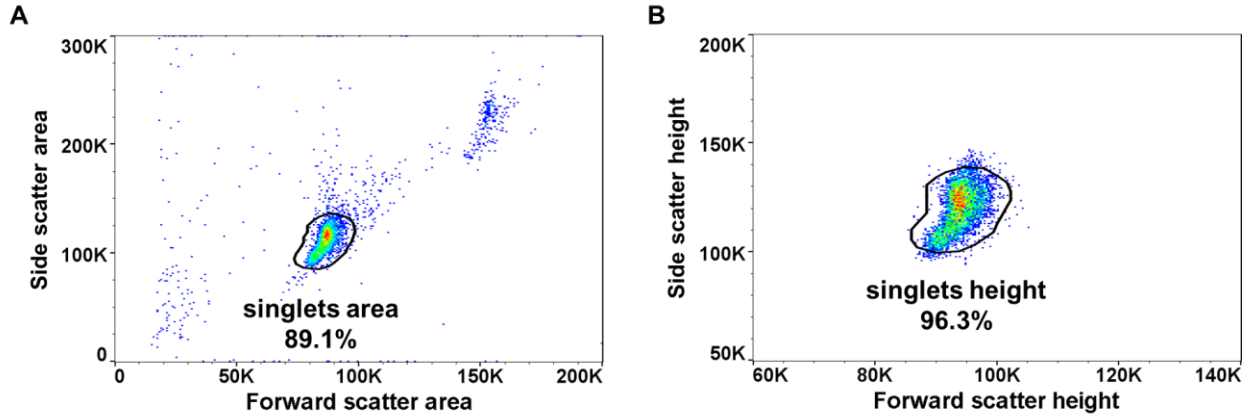 A
300K
200K
100K
0
Side scatter area
singlets area
89.1%
0
50K
100K
150K
200K
Forward scatter area
B
200K
150K
100K
50K
Side scatter height
singlets height
96.3%
60K
80K
100K
120K
140K
Forward scatter height